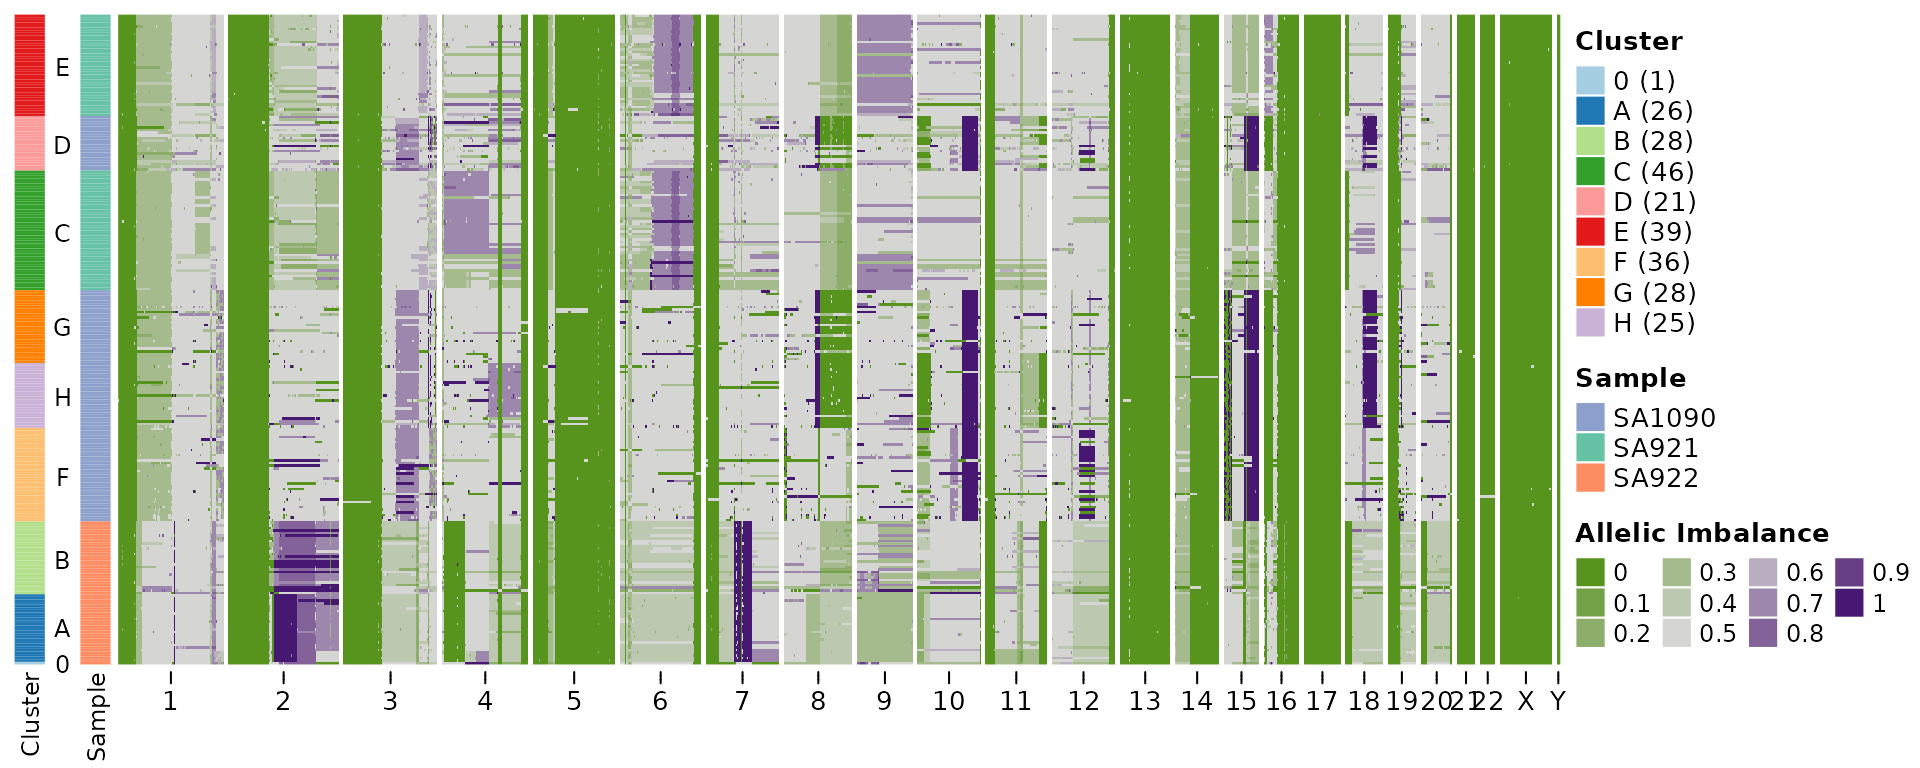 E
D
C
G
H
F
B
A
0
Cluster
Sample
1 2 3 4 5 6 7 8 9 10 11 12 13 14 15 16 17 18 19 20 21 22 X Y
Cluster
0 (1)
A (26)
B (28)
C (46)
D (21)
E (39)
F (36)
G (28)
H (25)
Sample
SA1090
SA921
SA922
Allelic Imbalance
0 0.3 0.6 0.9
0.1 0.4 0.7 1
0.2 0.5 0.8